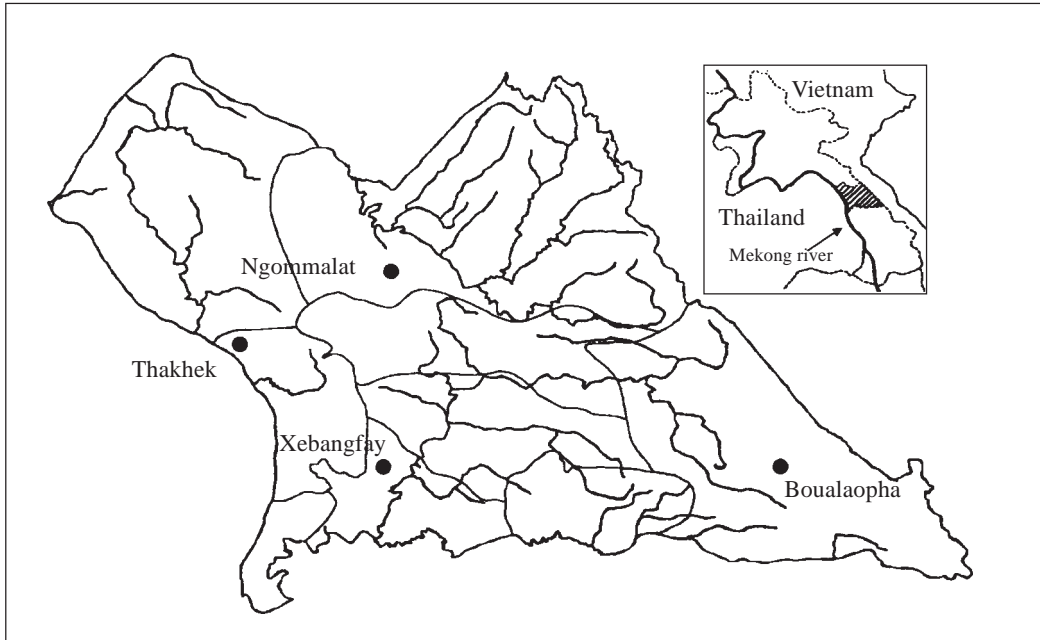 Vietnam
Thailand
Mekong river
Ngommalat
Thakhek
Xebangfay
Boualaopha